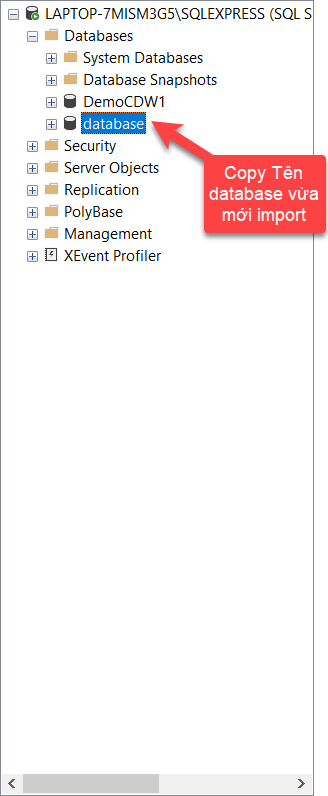 LAPTOP-7MISM3G5\SQLEXPRESS (SQL S
Databases
System Databases
Database Snapshots
DemoCDW1
database
Security
Server Objects
Replication
PolyBase
Management
XEvent Profiler
Copy Tên
database vừa
mới import